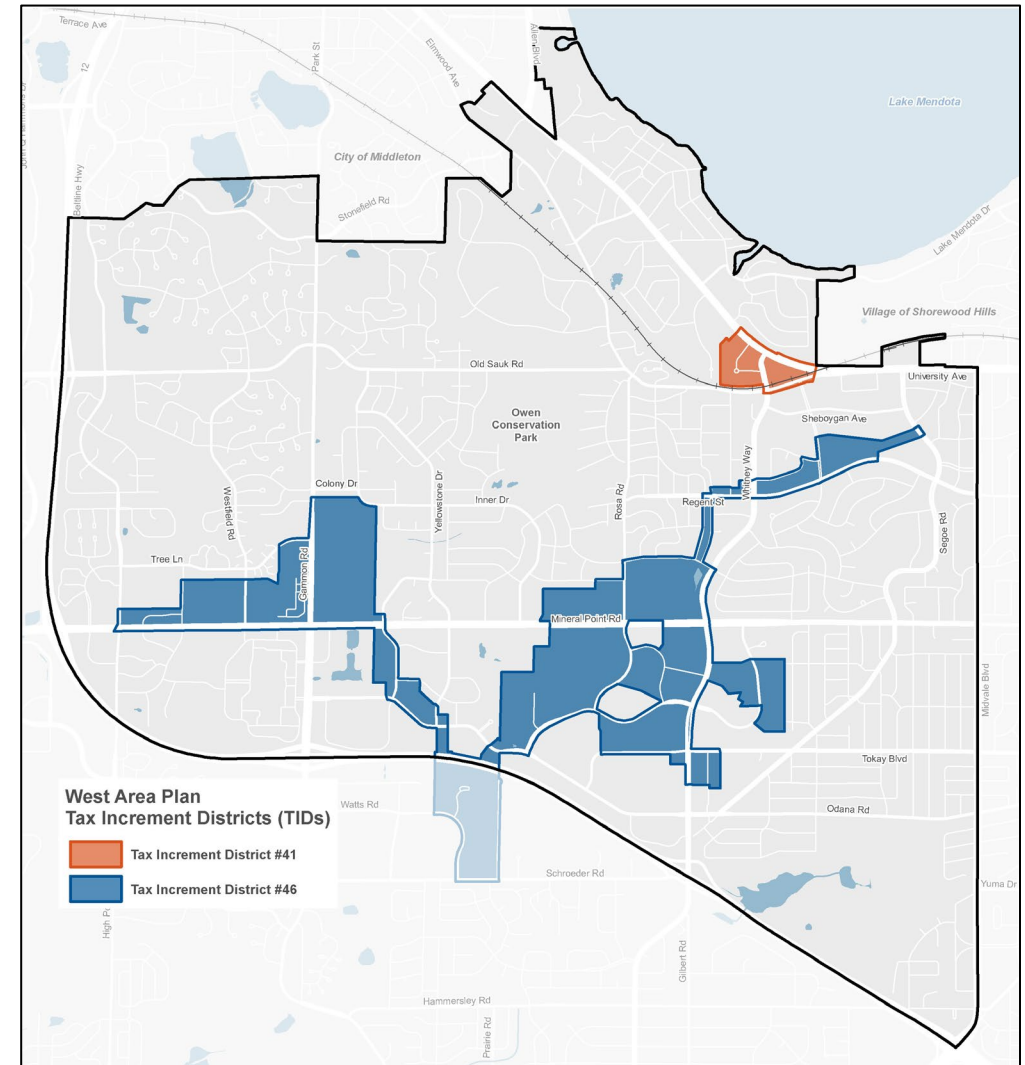 Terrace Ave
12
Park St
Elmwood Ave
Allen Blvd
Lake Mendota
Beltline Hwy
City of Middleton
Stonefield Rd
Lake Mendota Dr
Village of Shorewood Hills
Old Sauk Rd
University Ave
Owen
Conservation
Park
Sheboygan Ave
Colony Dr
Westfield Rd
Yellowstone Dr
Inner Dr
Rosa Rd
Regent St
Whitney Way
Segoe Rd
Tree Ln
Gammon Rd
Mineral Point Rd
Midvale Blvd
Tokay Blvd
West Area Plan
Tax Increment Districts (TIDs)
Watts Rd
Odana Rd
Tax Increment District #41
Tax Increment District #46
Schroeder Rd
Yuma Dr
High Po
Gilbert Rd
Hammersley Rd
Prairie Rd